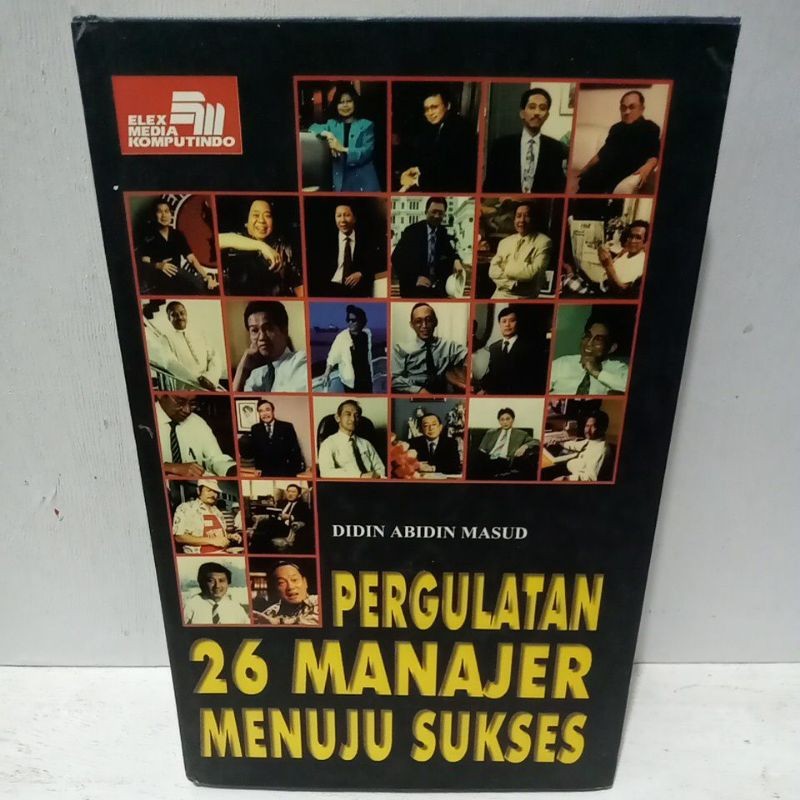 ELEX
MEDIA
KOMPUTINDO
DIDIN ABIDIN MASUD
PERGULATAN
26 MANAJER
MENUJU SUKSES